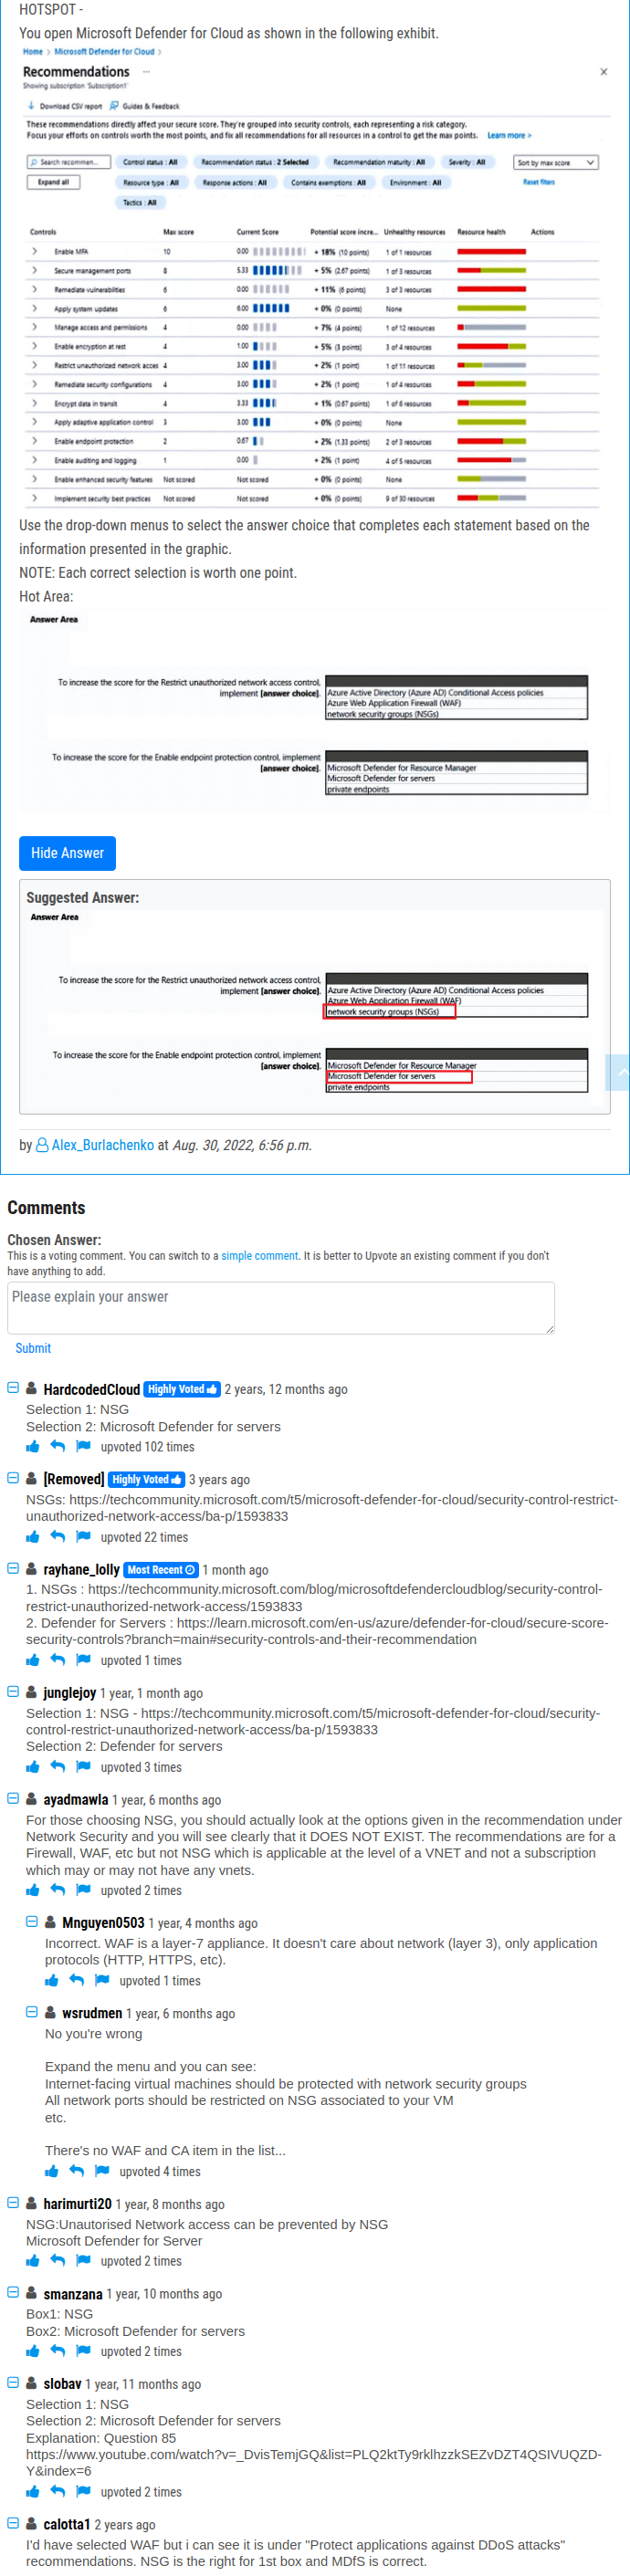 HOTSPOT -
You open Microsoft Defender for Cloud as shown in the following exhibit.
Home > Microsoft Defender for Cloud >
Recommendations ...
Showing subscription 'Subscription1'
Download CSV report Guides & Feedback
These recommendations directly affect your secure score. They're grouped into security controls, each representing a risk category.
Focus your efforts on controls worth the most points, and fix all recommendations for all resources in a control to get the max points. Learn more >
Search recommen... Control status : All Recommendation status : 2 Selected Recommendation maturity : All Severity : All Sort by max score
Expand all Resource type : All Response actions : All Contains exemptions : All Environment : All Reset filters
Tactics : All
Controls Max score Current Score Potential score incre... Unhealthy resources Resource health Actions
Enable MFA 10 0.00 + 18% (10 points) 1 of 1 resources
Secure management ports 8 5.33 + 5% (2.67 points) 1 of 3 resources
Remediate vulnerabilities 6 0.00 + 11% (6 points) 3 of 3 resources
Apply system updates 6 6.00 + 0% (0 points) None
Manage access and permissions 4 0.00 + 7% (4 points) 1 of 12 resources
Enable encryption at rest 4 1.00 + 5% (3 points) 3 of 4 resources
Restrict unauthorized network acces 4 3.00 + 2% (1 point) 1 of 11 resources
Remediate security configurations 4 3.00 + 2% (1 point) 1 of 4 resources
Encrypt data in transit 4 3.33 + 1% (0.67 points) 1 of 6 resources
Apply adaptive application control 3 3.00 + 0% (0 points) None
Enable endpoint protection 2 0.67 + 2% (1.33 points) 2 of 3 resources
Enable auditing and logging 1 0.00 + 2% (1 point) 4 of 5 resources
Enable enhanced security features Not scored Not scored + 0% (0 points) None
Implement security best practices Not scored Not scored + 0% (0 points) 9 of 30 resources
Use the drop-down menus to select the answer choice that completes each statement based on the
information presented in the graphic.
NOTE: Each correct selection is worth one point.
Hot Area:
Answer Area
To increase the score for the Restrict unauthorized network access control,
implement [answer choice].
Azure Active Directory (Azure AD) Conditional Access policies
Azure Web Application Firewall (WAF)
network security groups (NSGs)
To increase the score for the Enable endpoint protection control, implement
[answer choice].
Microsoft Defender for Resource Manager
Microsoft Defender for servers
private endpoints
Hide Answer
Suggested Answer:
Answer Area
To increase the score for the Restrict unauthorized network access control,
implement [answer choice].
Azure Active Directory (Azure AD) Conditional Access policies
Azure Web Application Firewall (WAF)
network security groups (NSGs)
To increase the score for the Enable endpoint protection control, implement
[answer choice].
Microsoft Defender for Resource Manager
Microsoft Defender for servers
private endpoints
by Alex_Burlachenko at Aug. 30, 2022, 6:56 p.m.
Comments
Chosen Answer:
This is a voting comment. You can switch to a simple comment. It is better to Upvote an existing comment if you don't
have anything to add.
Please explain your answer
Submit
HardcodedCloud Highly Voted 2 years, 12 months ago
Selection 1: NSG
Selection 2: Microsoft Defender for servers
upvoted 102 times
[Removed] Highly Voted 3 years ago
NSGs: https://techcommunity.microsoft.com/t5/microsoft-defender-for-cloud/security-control-restrict-
unauthorized-network-access/ba-p/1593833
upvoted 22 times
rayhane_lolly Most Recent 1 month ago
1. NSGs : https://techcommunity.microsoft.com/blog/microsoftdefendercloudblog/security-control-
restrict-unauthorized-network-access/1593833
2. Defender for Servers : https://learn.microsoft.com/en-us/azure/defender-for-cloud/secure-score-
security-controls?branch=main#security-controls-and-their-recommendation
upvoted 1 times
junglejoy 1 year, 1 month ago
Selection 1: NSG - https://techcommunity.microsoft.com/t5/microsoft-defender-for-cloud/security-
control-restrict-unauthorized-network-access/ba-p/1593833
Selection 2: Defender for servers
upvoted 3 times
ayadmawla 1 year, 6 months ago
For those choosing NSG, you should actually look at the options given in the recommendation under
Network Security and you will see clearly that it DOES NOT EXIST. The recommendations are for a
Firewall, WAF, etc but not NSG which is applicable at the level of a VNET and not a subscription
which may or may not have any vnets.
upvoted 2 times
Mnguyen0503 1 year, 4 months ago
Incorrect. WAF is a layer-7 appliance. It doesn't care about network (layer 3), only application
protocols (HTTP, HTTPS, etc).
upvoted 1 times
wsrudmen 1 year, 6 months ago
No you're wrong
Expand the menu and you can see:
Internet-facing virtual machines should be protected with network security groups
All network ports should be restricted on NSG associated to your VM
etc.
There's no WAF and CA item in the list...
upvoted 4 times
harimurti20 1 year, 8 months ago
NSG:Unautorised Network access can be prevented by NSG
Microsoft Defender for Server
upvoted 2 times
smanzana 1 year, 10 months ago
Box1: NSG
Box2: Microsoft Defender for servers
upvoted 2 times
slobav 1 year, 11 months ago
Selection 1: NSG
Selection 2: Microsoft Defender for servers
Explanation: Question 85
https://www.youtube.com/watch?v=_DvisTemjGQ&list=PLQ2ktTy9rklhzzkSEZvDZT4QSIVUQZD-
Y&index=6
upvoted 2 times
calotta1 2 years ago
I'd have selected WAF but i can see it is under "Protect applications against DDoS attacks"
recommendations. NSG is the right for 1st box and MDfS is correct.